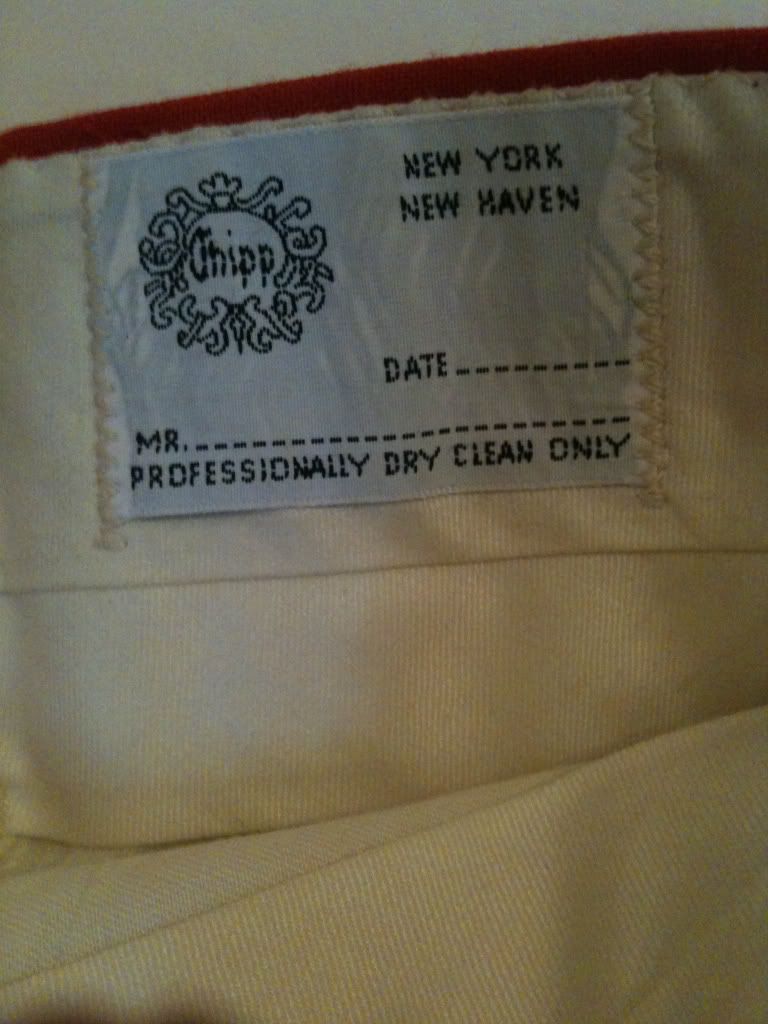 Chipp
NEW YORK
NEW HAVEN
DATE
MR.
PROFESSIONALLY DRY CLEAN ONLY